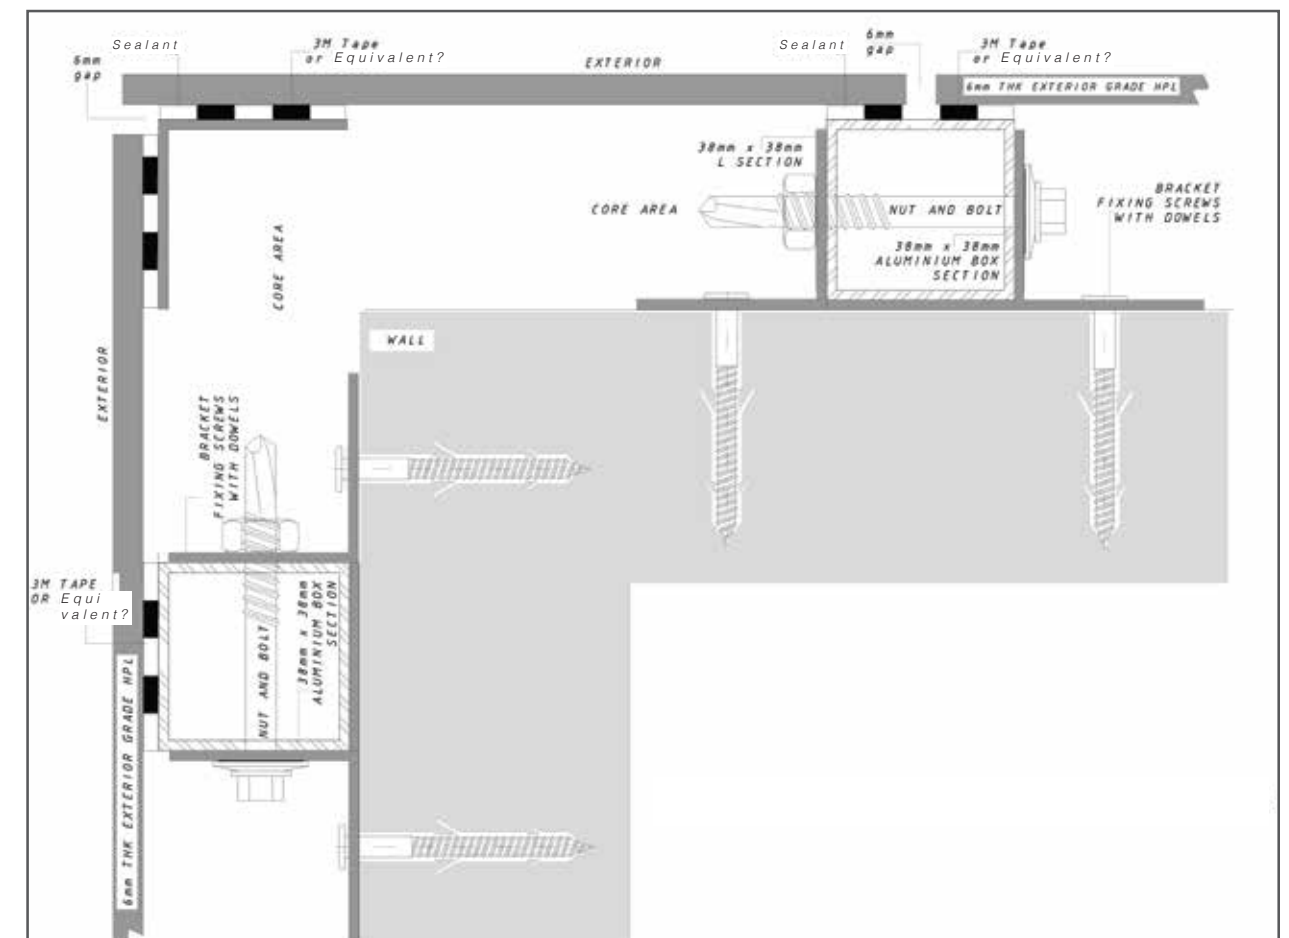 Sealant
3M Tape
or Equivalent?
6mm
gap
EXTERIOR
Sealant
6mm
gap
3M Tape
or Equivalent?
6mm THK EXTERIOR GRADE HPL
38mm x 38mm
L SECTION
CORE AREA
NUT AND BOLT
38mm x 38mm
ALUMINIUM BOX
SECTION
BRACKET
FIXING SCREWS
WITH DOWELS
CORE AREA
WALL
EXTERIOR
BRACKET
FIXING SCREWS
WITH DOWELS
3M TAPE
OR Equi
valent?
NUT AND BOLT
38mm x 38mm
ALUMINIUM BOX
SECTION
6mm THK EXTERIOR GRADE HPL